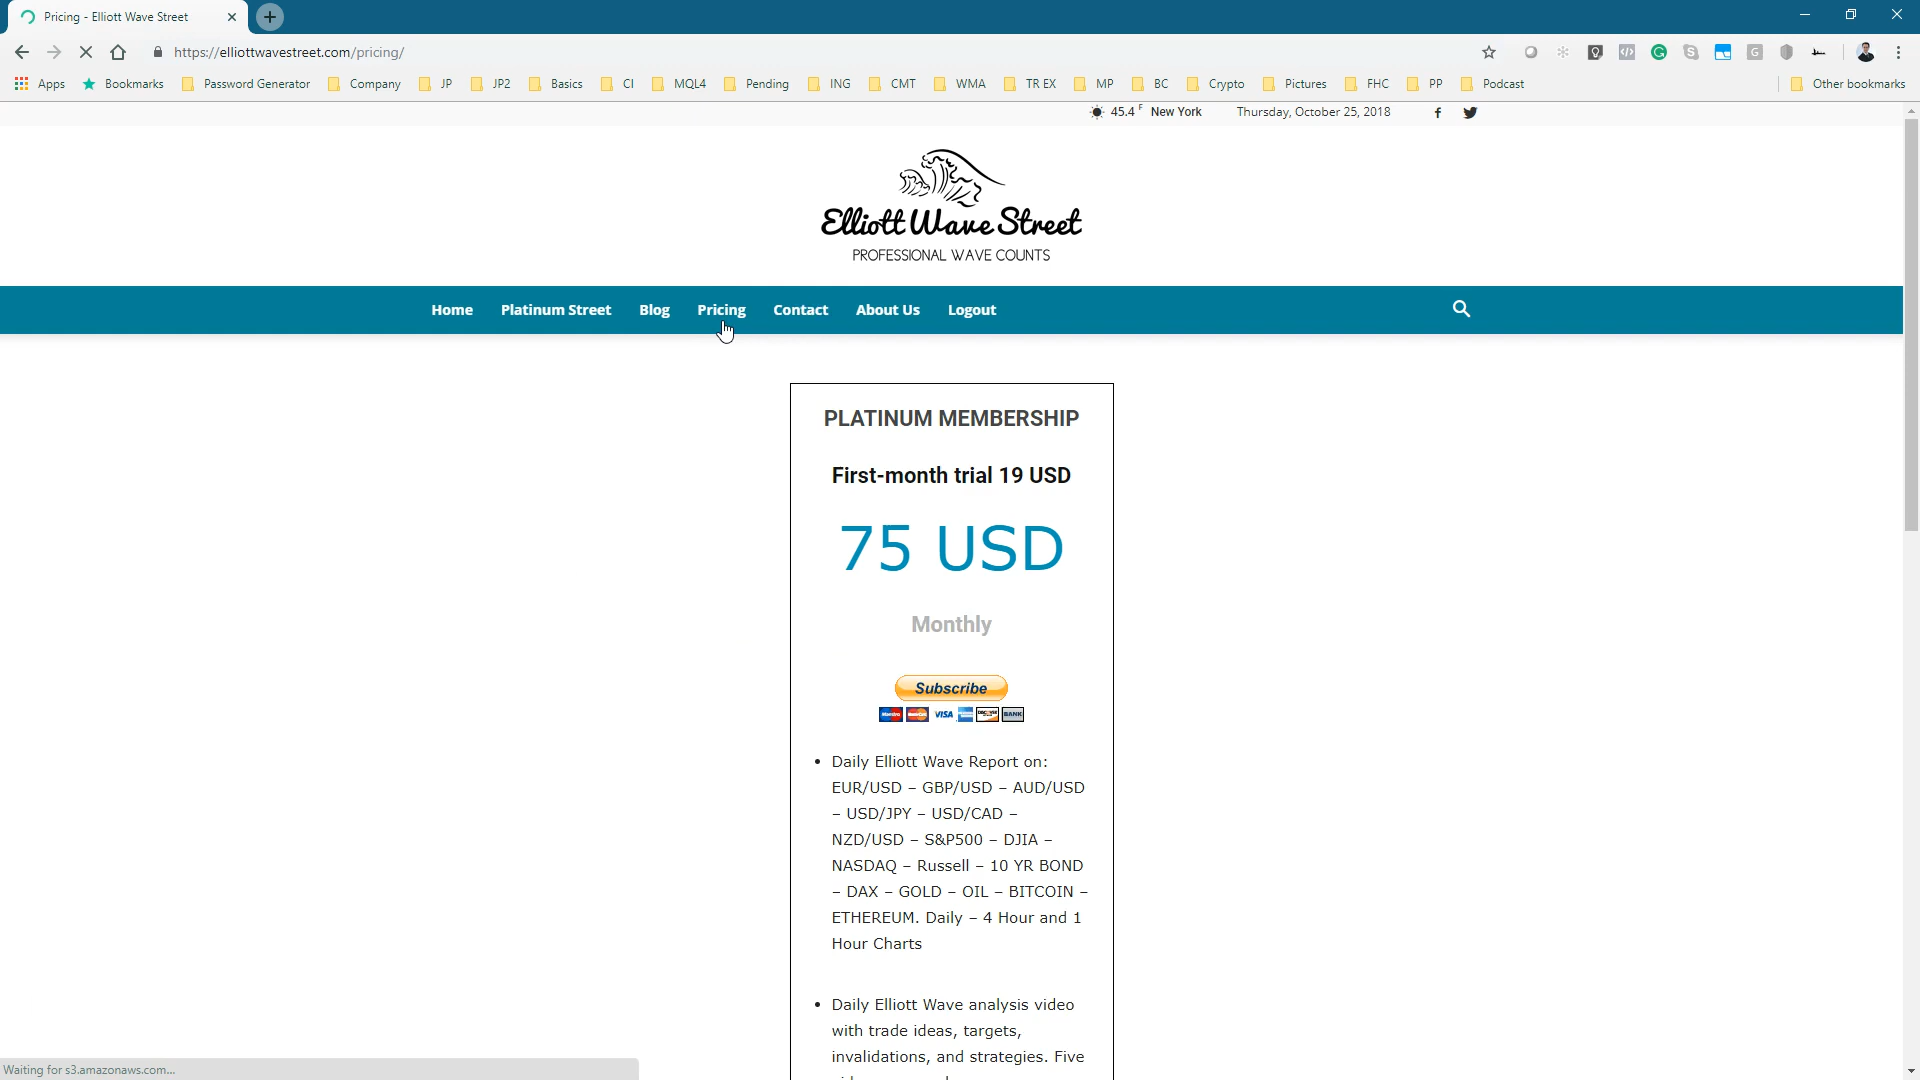 Pricing - Elliott Wave Street
https://elliottwavestreet.com/pricing/
Apps Bookmarks Password Generator Company JP JP2 Basics CI MQL4 Pending ING CMT WMA TR EX MP BC Crypto Pictures FHC PP Podcast Other bookmarks
45.4 F New York Thursday, October 25, 2018
Elliott Wave Street
PROFESSIONAL WAVE COUNTS
Home Platinum Street Blog Pricing Contact About Us Logout
PLATINUM MEMBERSHIP
First-month trial 19 USD
75 USD
Monthly
Subscribe
Maestro VISA DISCOVER BANK
• Daily Elliott Wave Report on:
EUR/USD – GBP/USD – AUD/USD
– USD/JPY – USD/CAD –
NZD/USD – S&P500 – DJIA –
NASDAQ – Russell – 10 YR BOND
– DAX – GOLD – OIL – BITCOIN –
ETHEREUM. Daily – 4 Hour and 1
Hour Charts
• Daily Elliott Wave analysis video
with trade ideas, targets,
invalidations, and strategies. Five
Waiting for s3.amazonaws.com...